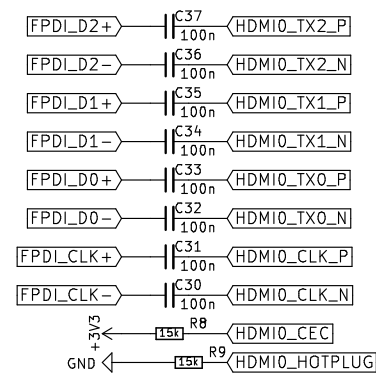 FPDI_D2+ C37 100n HDMI0_TX2_P
FPDI_D2- C36 100n HDMI0_TX2_N
FPDI_D1+ C35 100n HDMI0_TX1_P
FPDI_D1- C34 100n HDMI0_TX1_N
FPDI_D0+ C33 100n HDMI0_TX0_P
FPDI_D0- C32 100n HDMI0_TX0_N
FPDI_CLK+ C31 100n HDMI0_CLK_P
FPDI_CLK- C30 100n HDMI0_CLK_N
+3V3 15k R8 HDMI0_CEC
GND 15k R9 HDMI0_HOTPLUG